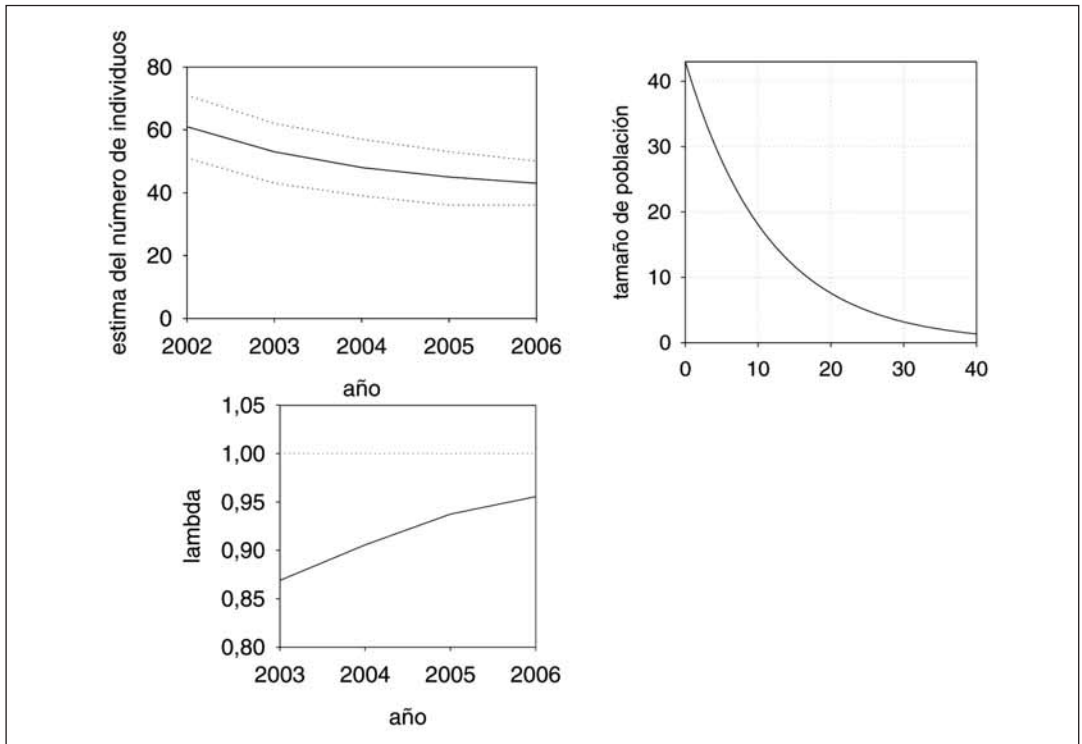 estima del número de individuos
80
60
40
20
0
2002 2003 2004 2005 2006
año
tamaño de población
40
30
20
10
0
0 10 20 30 40
lambda
1,05
1,00
0,95
0,90
0,85
0,80
2003 2004 2005 2006
año